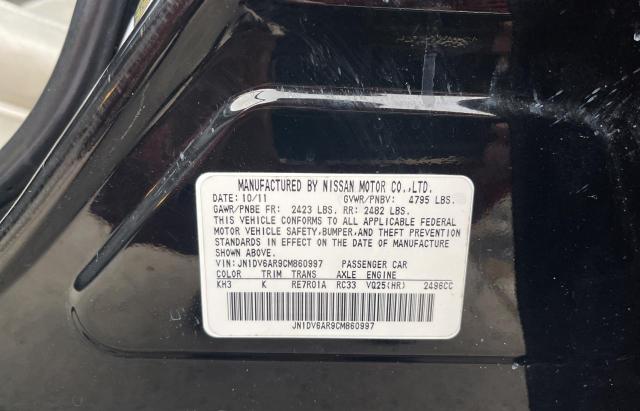 MANUFACTURED BY NISSAN MOTOR CO.,LTD.
DATE: 10/11 GVWR/PNBV: 4795 LBS.
GAWR/PNBE FR: 2423 LBS. RR: 2482 LBS.
THIS VEHICLE CONFORMS TO ALL APPLICABLE FEDERAL
MOTOR VEHICLE SAFETY, BUMPER, AND THEFT PREVENTION
STANDARDS IN EFFECT ON THE DATE OF MANUFACTURE
SHOWN ABOVE.
VIN: JN1DV6AR9CM860997 PASSENGER CAR
COLOR TRIM TRANS AXLE ENGINE
KH3 K RE7R01A RC33 VQ25(HR) 2496CC
JN1DV6AR9CM860997